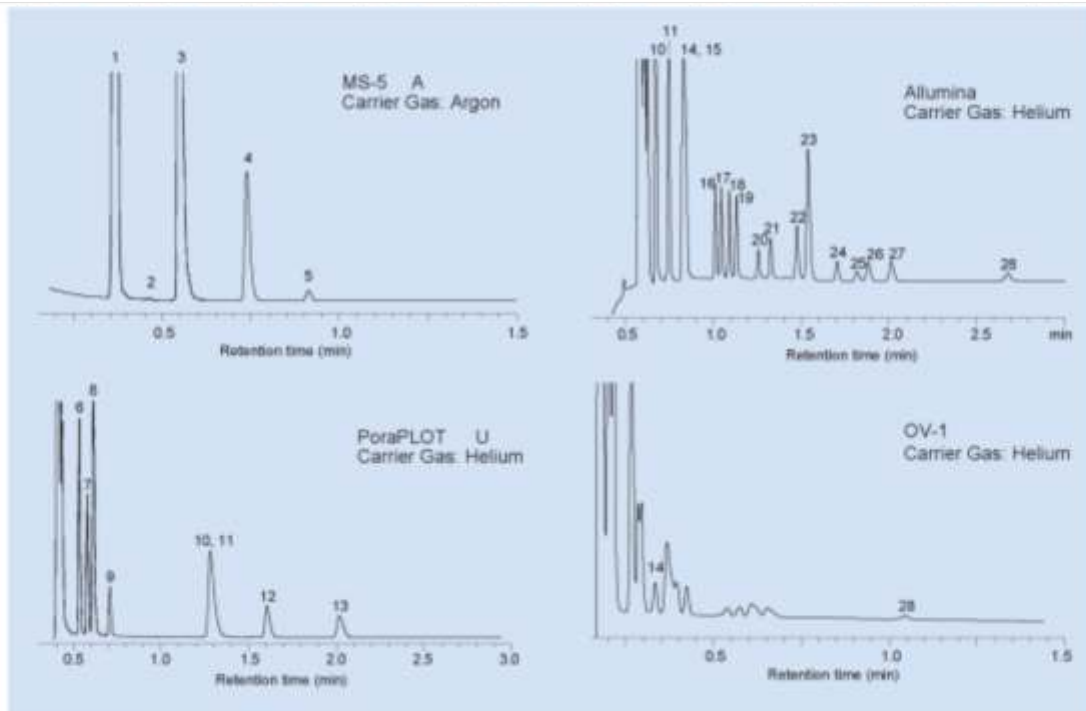 1
3
MS-5 A
Carrier Gas: Argon
4
2
5
0.5 1.0 1.5
Retention time (min)
11
10 14, 15
Allumina
Carrier Gas: Helium
23
16 17 18 19
20 21 22
24 25 26 27 28
0.5 1.0 1.5 2.0 2.5 min
Retention time (min)
8
6
PoraPLOT U
Carrier Gas: Helium
7
10, 11
9 12 13
0.5 1.0 1.5 2.0 3.0
Retention time (min)
OV-1
Carrier Gas: Helium
14
28
0.5 1.0 1.5
Retention time (min)